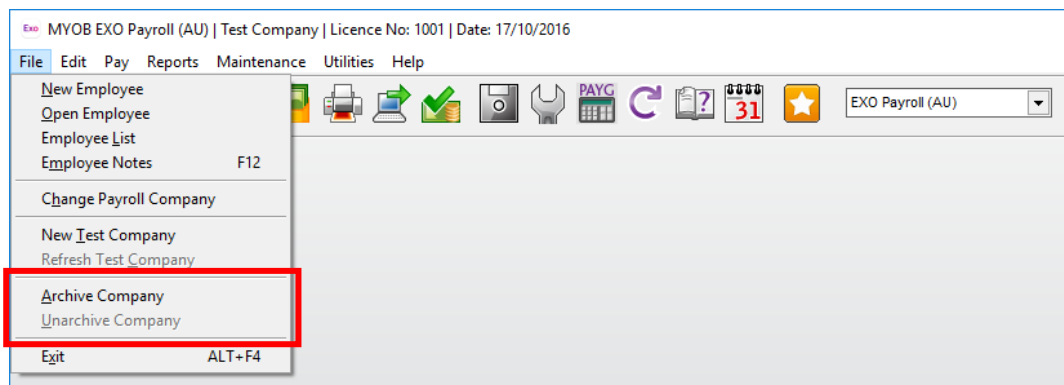 Exo MYOB EXO Payroll (AU) | Test Company | Licence No: 1001 | Date: 17/10/2016
File Edit Pay Reports Maintenance Utilities Help
PAYG 31 EXO Payroll (AU)
New Employee
Open Employee
Employee List
Employee Notes F12
Change Payroll Company
New Test Company
Refresh Test Company
Archive Company
Unarchive Company
Exit ALT+F4